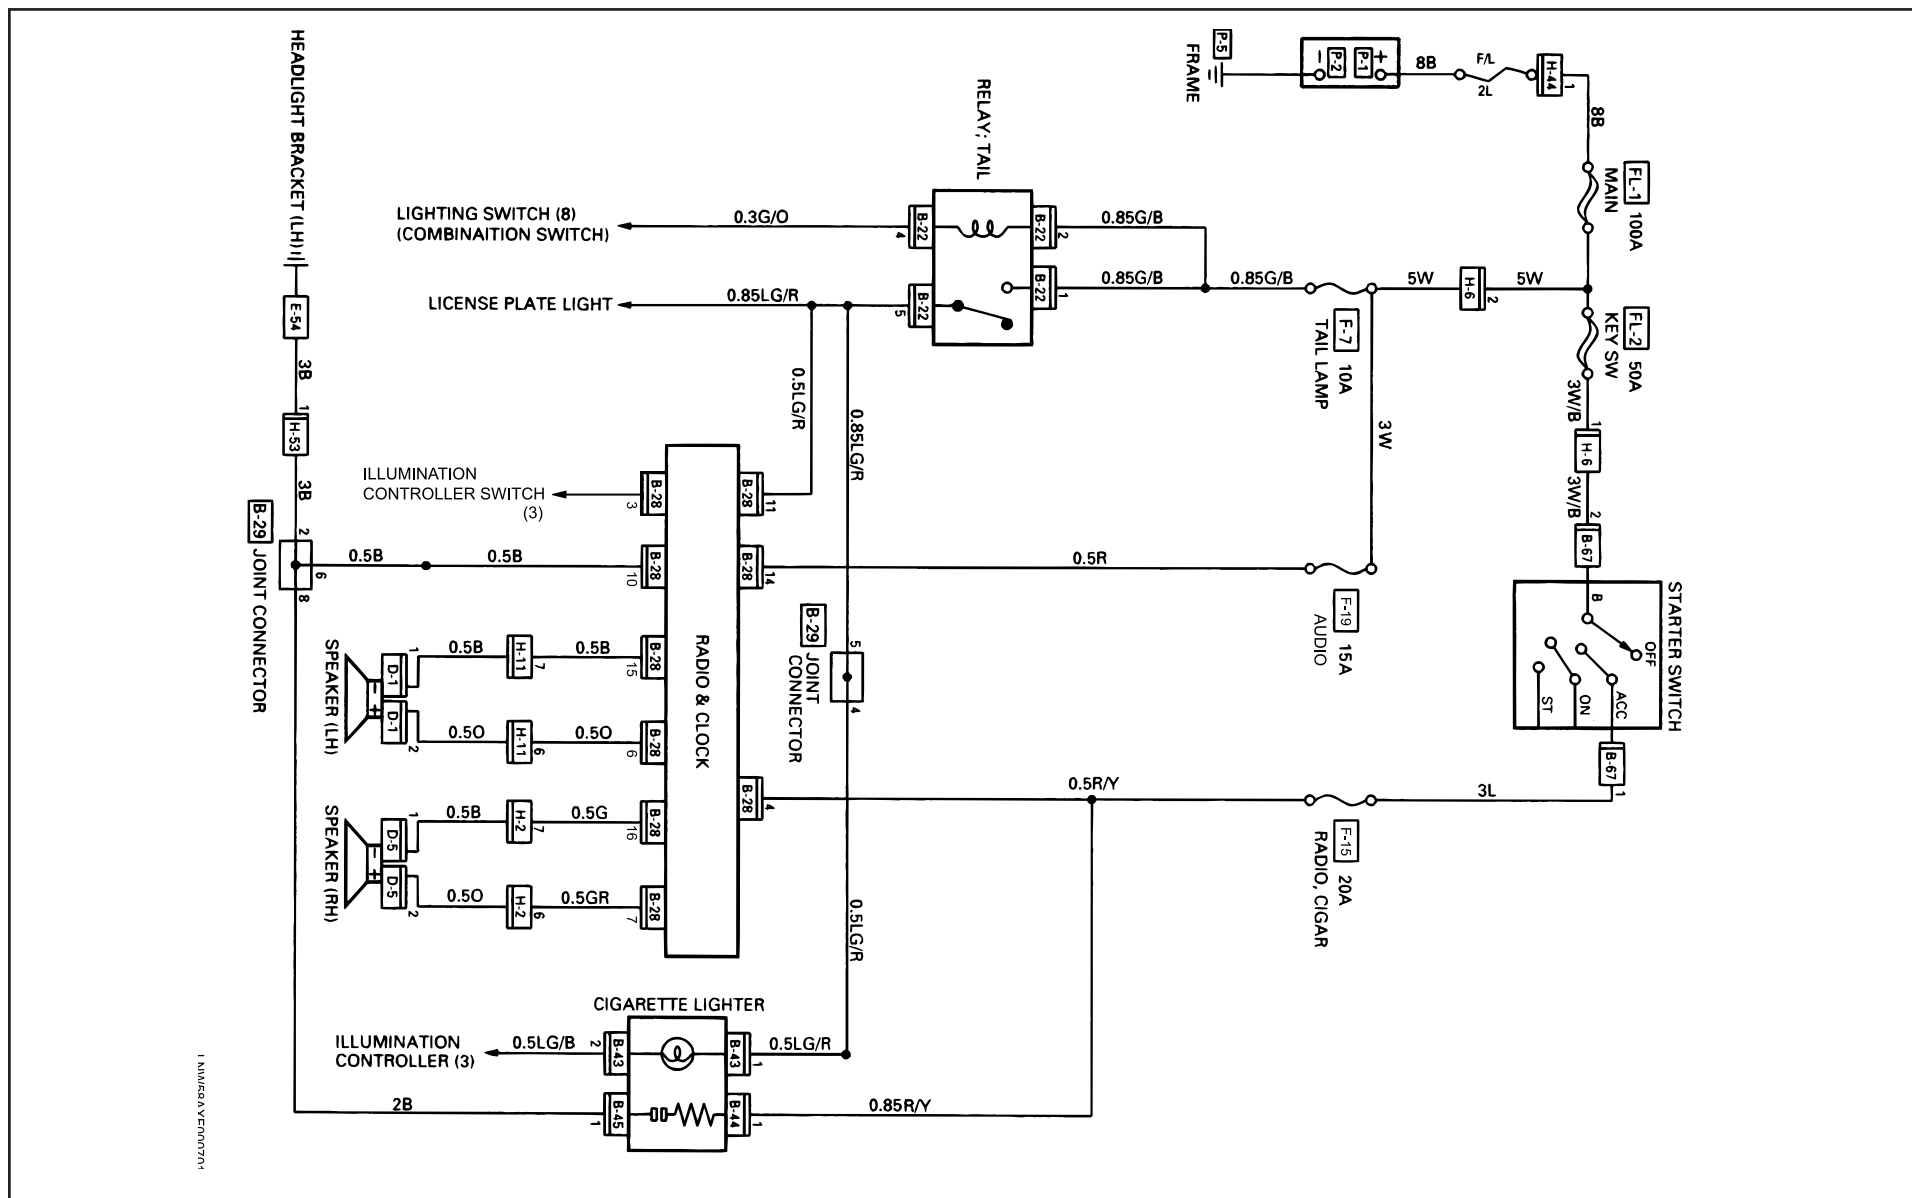 HEADLIGHT BRACKET (LH)
E-54
3B
1
H-53
3B
2
B-29 JOINT CONNECTOR
6
8
0.5B
0.5B
LIGHTING SWITCH (8)
(COMBINAITION SWITCH)
0.3G/O
LICENSE PLATE LIGHT
0.85LG/R
RELAY; TAIL
B-22
4
B-22
2
B-22
5
B-22
1
0.85G/B
0.85G/B
0.85G/B
P-5
FRAME
-
P-2
P-1
+
8B
F/L
2L
H-44
1
8B
FL-1 100A
MAIN
5W
H-6
2
5W
FL-2 50A
KEY SW
3W/B
1
H-6
3W/B
2
B-67
STARTER SWITCH
B
OFF
ACC
ON
ST
B-67
1
3L
F-7 10A
TAIL LAMP
3W
F-19 15A
AUDIO
F-15 20A
RADIO, CIGAR
0.5LG/R
0.85LG/R
ILLUMINATION
CONTROLLER SWITCH
(3)
B-28
3
B-28
11
B-28
10
B-28
14
0.5R
RADIO & CLOCK
B-29 JOINT
CONNECTOR
5
4
SPEAKER (LH)
-
+
D-1
1
D-1
2
0.5B
H-11
7
0.5B
B-28
15
0.5O
H-11
6
0.5O
B-28
6
B-28
4
0.5R/Y
SPEAKER (RH)
-
+
D-5
1
D-5
2
0.5B
H-2
7
0.5G
B-28
16
0.5O
H-2
6
0.5GR
B-28
7
0.5LG/R
CIGARETTE LIGHTER
ILLUMINATION
CONTROLLER (3)
0.5LG/B
2
B-43
B-43
1
0.5LG/R
2B
1
B-45
B-44
1
0.85R/Y